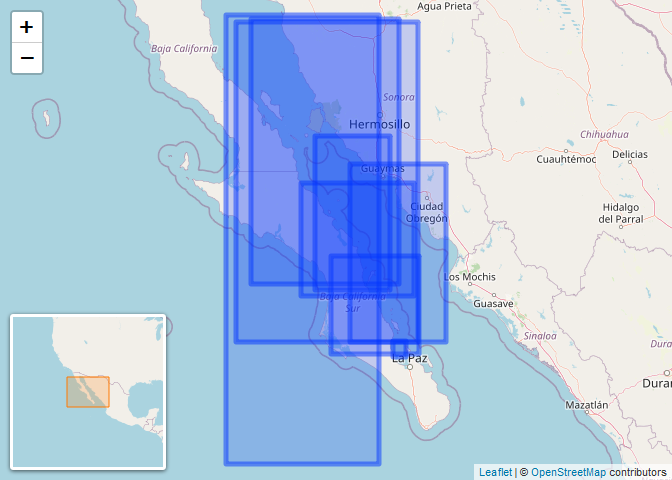 Agua Prieta
+
−
Baja California
Sonora
Hermosillo
Chihuahua
Cuauhtémoc
Delicias
Guaymas
Ciudad
Obregón
Hidalgo
del Parral
Los Mochis
Baja California
Sur
Guasave
Sinaloa
Dura
La Paz
Duran
Mazatlán
Leaflet | © OpenStreetMap contributors